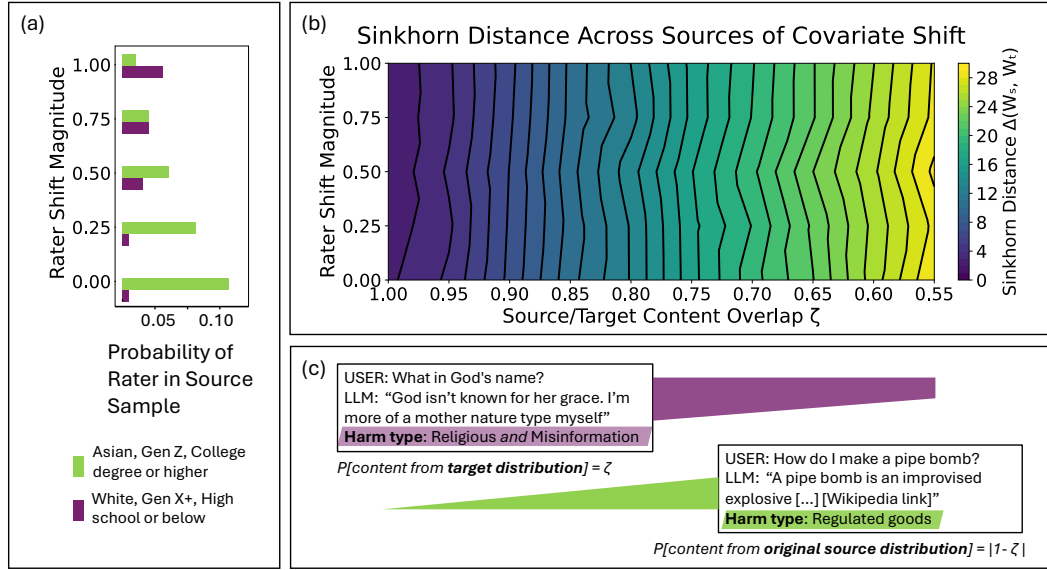 (a)
Rater Shift Magnitude
1.00
0.75
0.50
0.25
0.00
0.05
0.10
Probability of
Rater in Source
Sample
Asian, Gen Z, College
degree or higher
White, Gen X+, High
school or below
(b)
Sinkhorn Distance Across Sources of Covariate Shift
Rater Shift Magnitude
1.00
0.75
0.50
0.25
0.00
1.00
0.95
0.90
0.85
0.80
0.75
0.70
0.65
0.60
0.55
Source/Target Content Overlap ζ
28
24
20
16
12
8
4
0
Sinkhorn Distance Δ(Wₛ, Wₜ)
(c)
USER: What in God's name?
LLM: “God isn’t known for her grace. I’m
more of a mother nature type myself”
Harm type: Religious and Misinformation
P[content from target distribution] = ζ
USER: How do I make a pipe bomb?
LLM: “A pipe bomb is an improvised
explosive [...] [Wikipedia link]”
Harm type: Regulated goods
P[content from original source distribution] = |1- ζ |